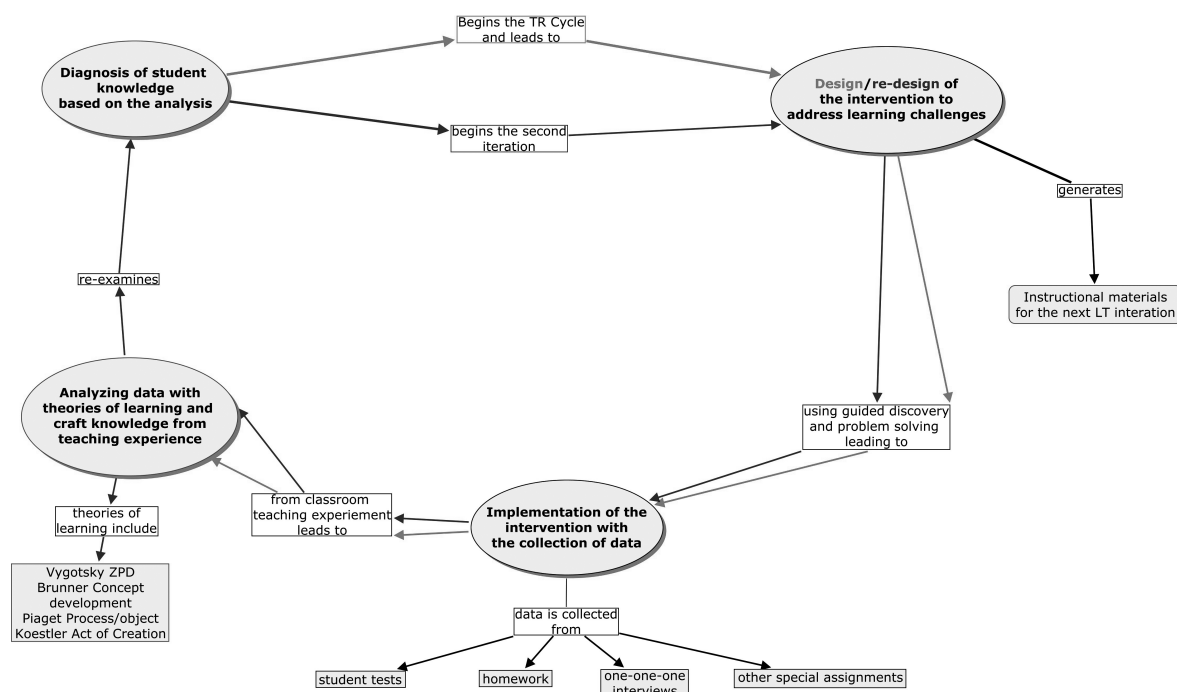 Begins the TR Cycle
and leads to
Diagnosis of student
knowledge
based on the analysis
Design/re-design of
the intervention to
address learning challenges
begins the second
iteration
generates
re-examines
Instructional materials
for the next LT interation
Analyzing data with
theories of learning and
craft knowledge from
teaching experience
using guided discovery
and problem solving
leading to
from classroom
teaching experiement
leads to
Implementation of the
intervention with
the collection of data
theories of
learning include
Vygotsky ZPD
Brunner Concept
development
Piaget Process/object
Koestler Act of Creation
data is collected
from
student tests
homework
one-one-one
interviews
other special assignments